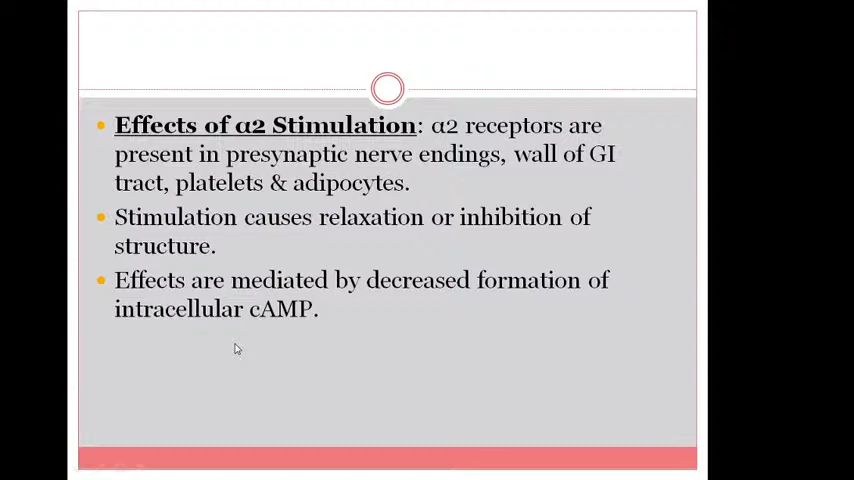 Effects of α2 Stimulation: α2 receptors are
present in presynaptic nerve endings, wall of GI
tract, platelets & adipocytes.
Stimulation causes relaxation or inhibition of
structure.
Effects are mediated by decreased formation of
intracellular cAMP.